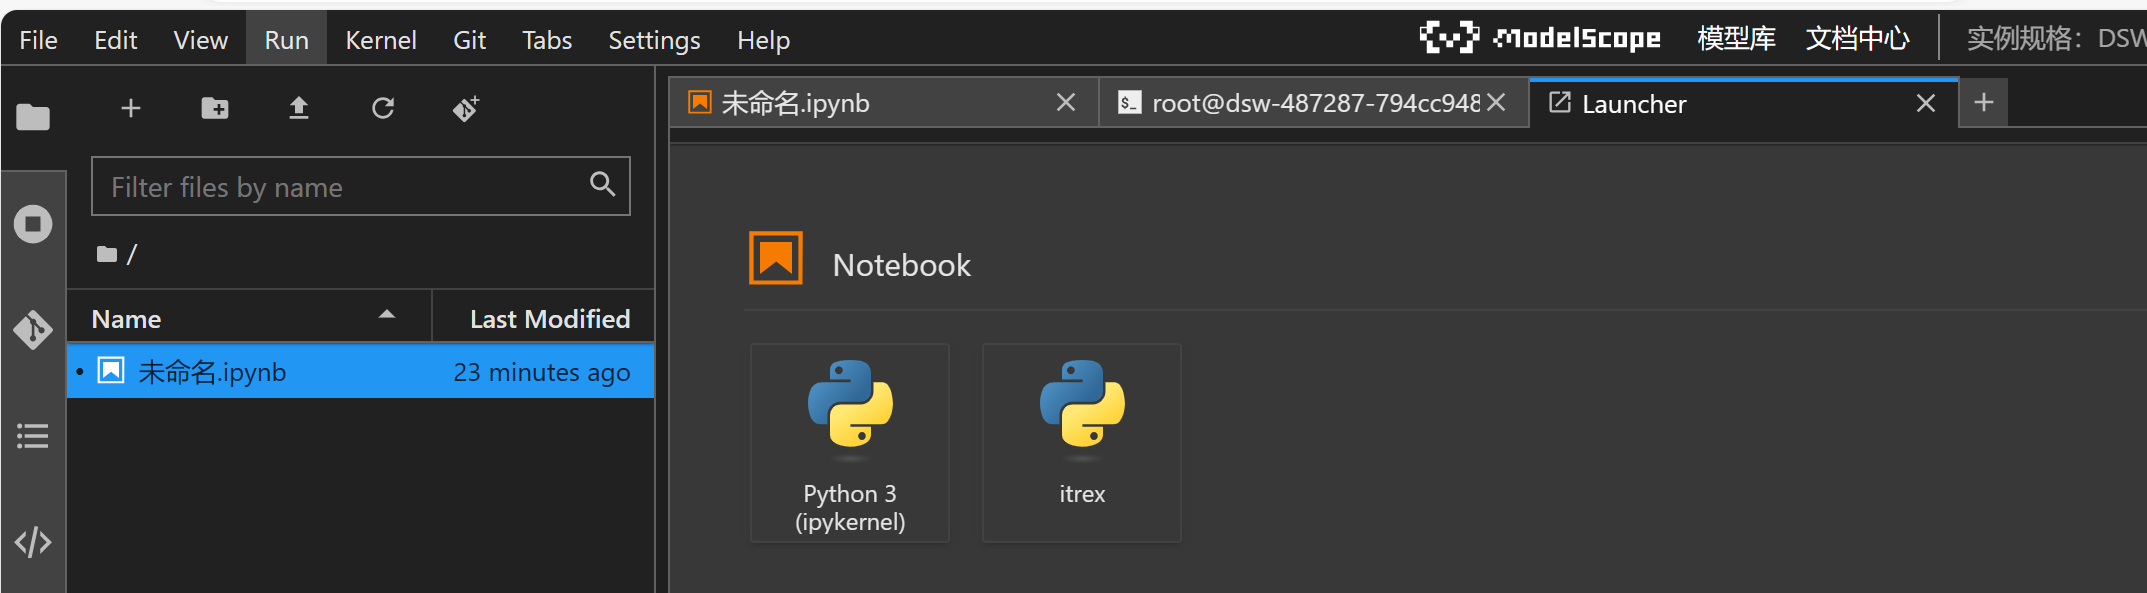 File Edit View Run Kernel Git Tabs Settings Help ModelScope 模型库 文档中心 实例规格：DSW
未命名.ipynb root@dsw-487287-794cc948 Launcher
Filter files by name
/
Notebook
Name Last Modified
未命名.ipynb 23 minutes ago
Python 3
(ipykernel)
itrex